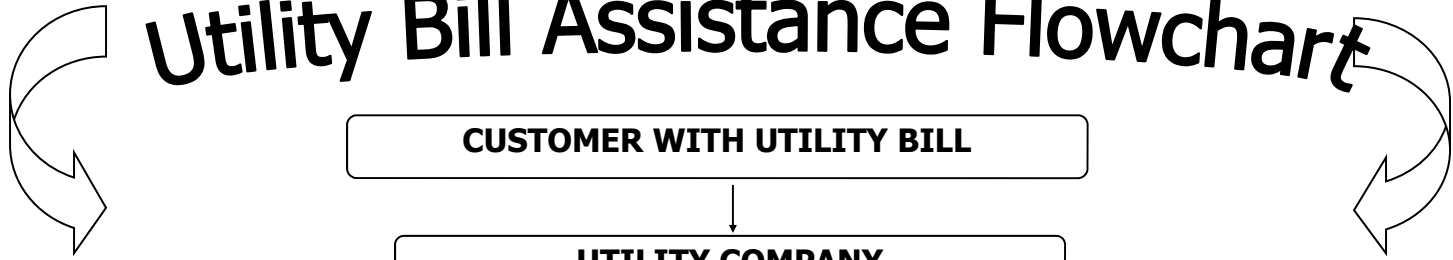 Utility Bill Assistance Flowchart
CUSTOMER WITH UTILITY BILL
UTILITY COMPANY